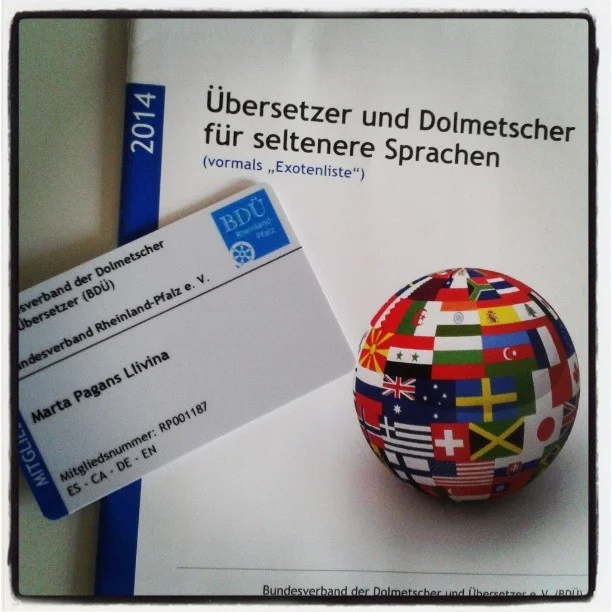 2014
Übersetzer und Dolmetscher
für seltenere Sprachen
(vormals „Exotenliste“)
BDÜ
Rheinland-
Pfalz
sverband der Dolmetscher
Übersetzer (BDÜ)
ndesverband Rheinland-Pfalz e. V.
Marta Pagans Llivina
Mitgliedsnummer: RP001187
ES - CA - DE - EN
MITGLIE
Bundesverband der Dolmetscher und Übersetzer e. V. (BDÜ)